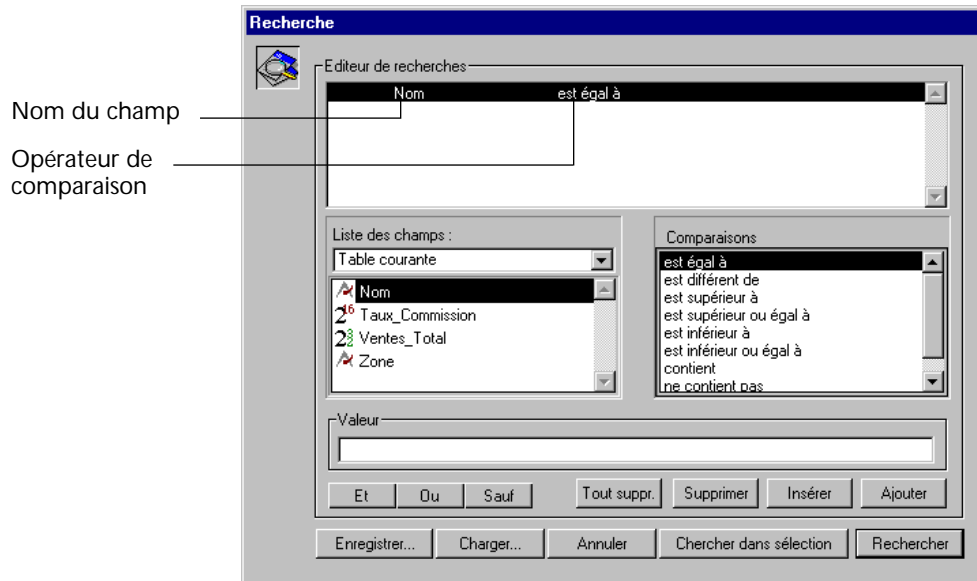 Recherche
Editeur de recherches
Nom est égal à
Nom du champ
Opérateur de
comparaison
Liste des champs :
Table courante
Nom
Taux_Commission
Ventes_Total
Zone
Comparaisons
est égal à
est différent de
est supérieur à
est supérieur ou égal à
est inférieur à
est inférieur ou égal à
contient
ne contient pas
Valeur
Et Ou Sauf Tout suppr. Supprimer Insérer Ajouter
Enregistrer... Charger... Annuler Chercher dans sélection Rechercher